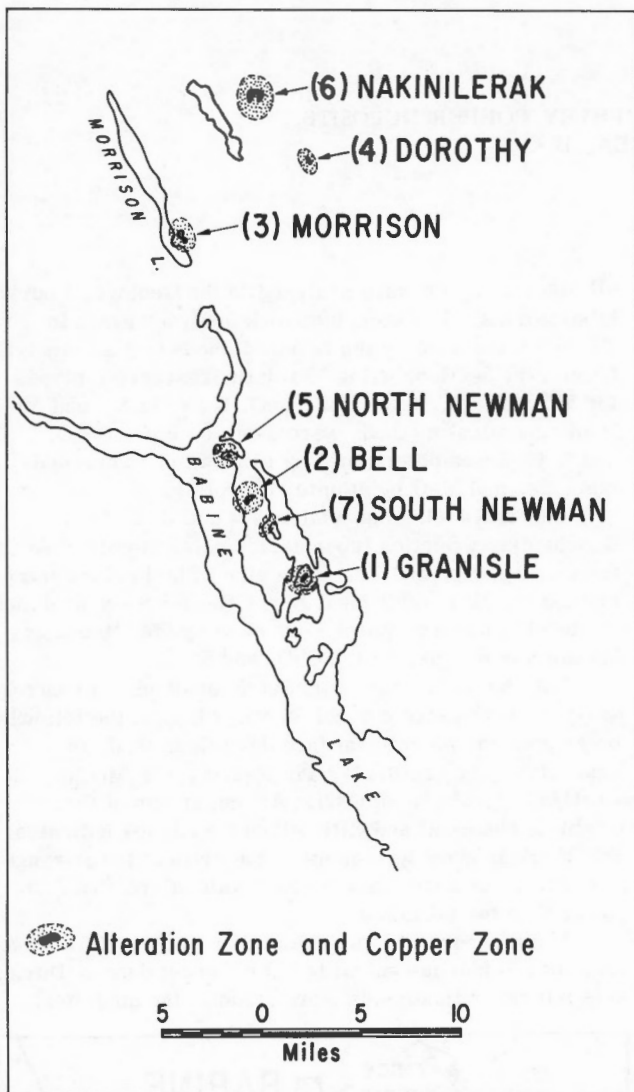 (6) NAKINILERAK
(4) DOROTHY
MORRISON L.
(3) MORRISON
(5) NORTH NEWMAN
(2) BELL
(7) SOUTH NEWMAN
(1) GRANISLE
BABINE
LAKE
Alteration Zone and Copper Zone
5 0 5 10
Miles